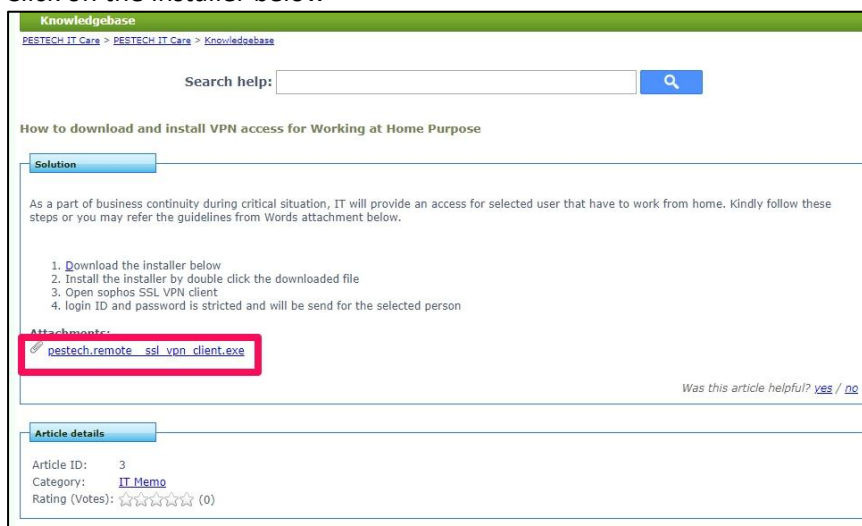 Click on the installer below
Knowledgebase
PESTECH IT Care > PESTECH IT Care > Knowledgebase
Search help:
How to download and install VPN access for Working at Home Purpose
Solution
As a part of business continuity during critical situation, IT will provide an access for selected user that have to work from home. Kindly follow these
steps or you may refer the guidelines from Words attachment below.
1. Download the installer below
2. Install the installer by double click the downloaded file
3. Open sophos SSL VPN client
4. login ID and password is stricted and will be send for the selected person
Attachments:
pestech.remote__ssl_vpn_client.exe
Was this article helpful? yes / no
Article details
Article ID: 3
Category: IT Memo
Rating (Votes): (0)